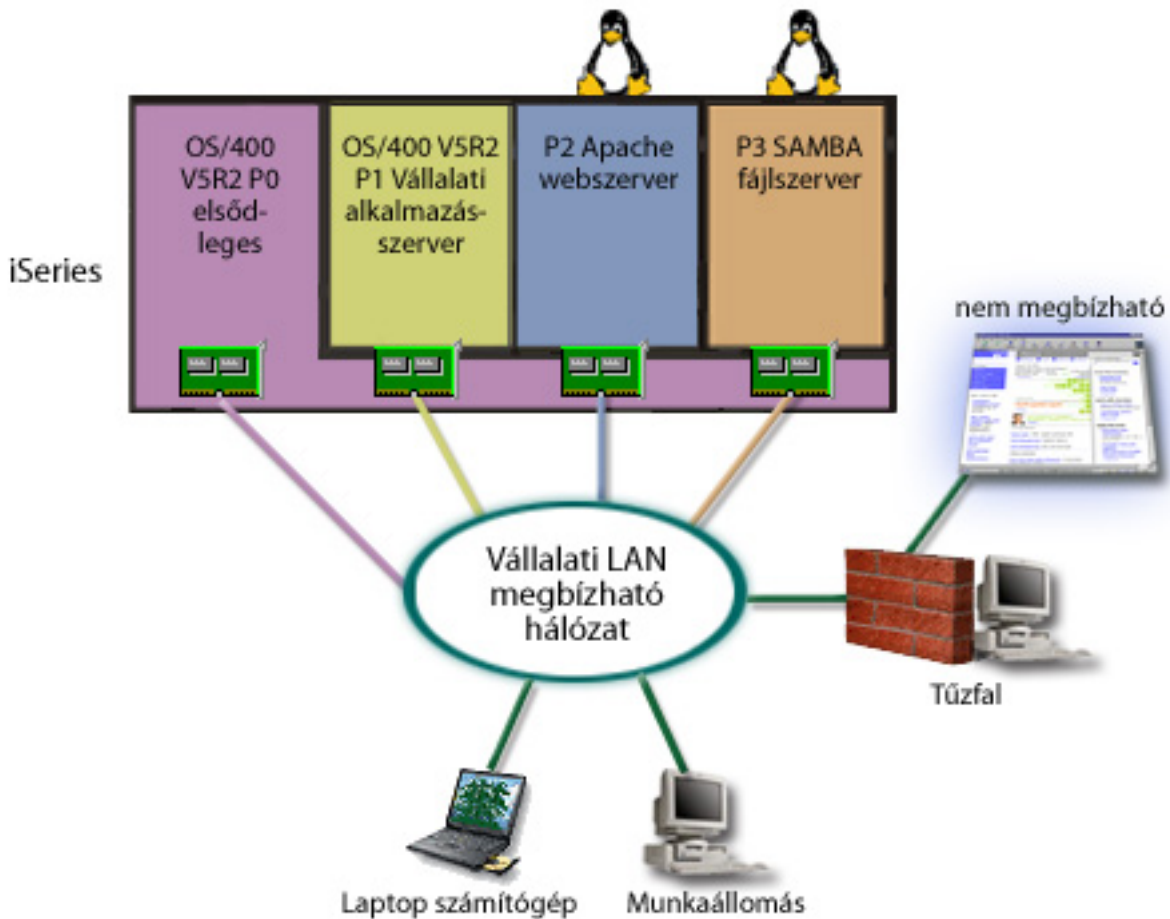 OS/400
V5R2 P0
elsőd-
leges
OS/400 V5R2
P1 Vállalati
alkalmazás-
szerver
P2 Apache
webszerver
P3 SAMBA
fájlszerver
iSeries
nem megbízható
Vállalati LAN
megbízható
hálózat
Tűzfal
Laptop számítógép
Munkaállomás